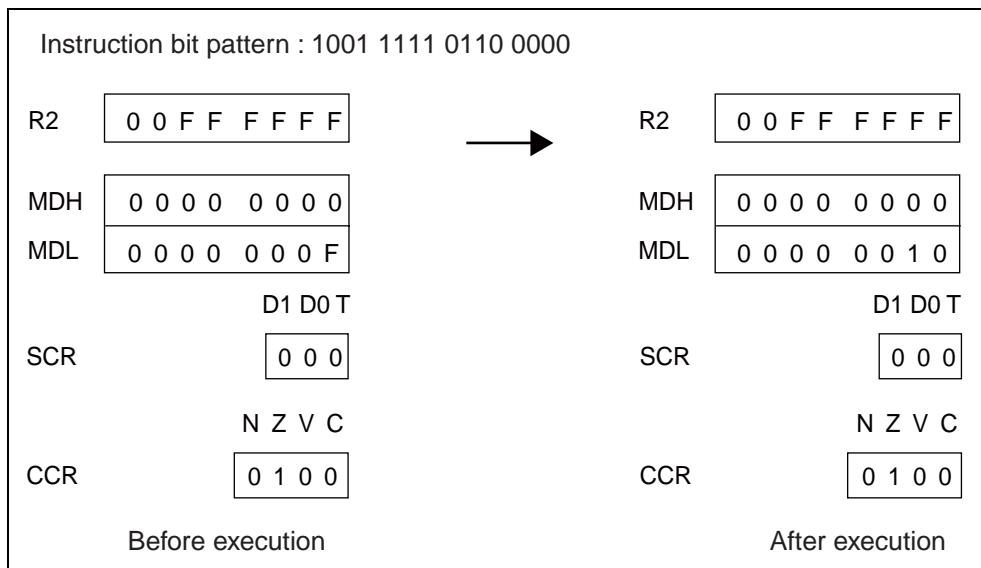 Instruction bit pattern : 1001 1111 0110 0000
R2 0 0 F F F F F F R2 0 0 F F F F F F
MDH 0 0 0 0 0 0 0 0 MDH 0 0 0 0 0 0 0 0
MDL 0 0 0 0 0 0 0 F MDL 0 0 0 0 0 0 1 0
D1 D0 T D1 D0 T
SCR 0 0 0 SCR 0 0 0
N Z V C N Z V C
CCR 0 1 0 0 CCR 0 1 0 0
Before execution After execution